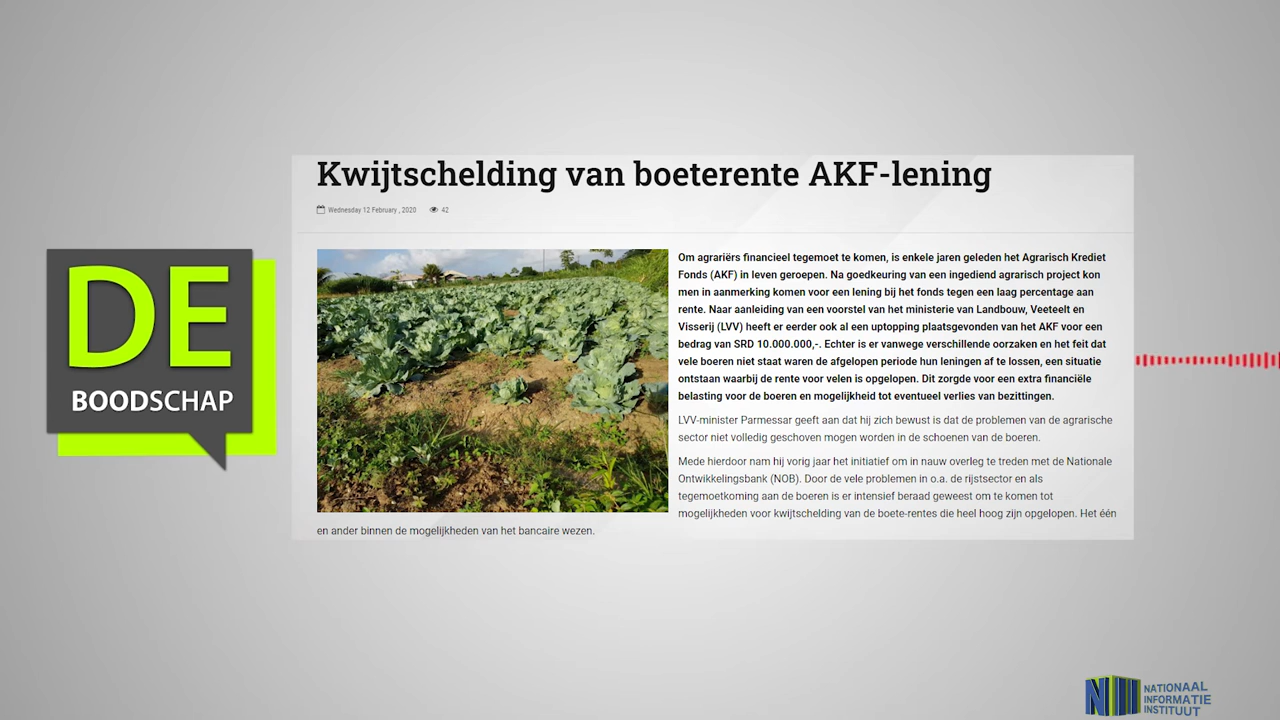 Kwijtschelding van boeterente AKF-lening
Wednesday 12 February , 2020 42
DE
BOODSCHAP
Om agrariërs financieel tegemoet te komen, is enkele jaren geleden het Agrarisch Krediet
Fonds (AKF) in leven geroepen. Na goedkeuring van een ingediend agrarisch project kon
men in aanmerking komen voor een lening bij het fonds tegen een laag percentage aan
rente. Naar aanleiding van een voorstel van het ministerie van Landbouw, Veeteelt en
Visserij (LVV) heeft er eerder ook al een uptopping plaatsgevonden van het AKF voor een
bedrag van SRD 10.000.000,-. Echter is er vanwege verschillende oorzaken en het feit dat
vele boeren niet staat waren de afgelopen periode hun leningen af te lossen, een situatie
ontstaan waarbij de rente voor velen is opgelopen. Dit zorgde voor een extra financiële
belasting voor de boeren en mogelijkheid tot eventueel verlies van bezittingen.
LVV-minister Parmessar geeft aan dat hij zich bewust is dat de problemen van de agrarische
sector niet volledig geschoven mogen worden in de schoenen van de boeren.
Mede hierdoor nam hij vorig jaar het initiatief om in nauw overleg te treden met de Nationale
Ontwikkelingsbank (NOB). Door de vele problemen in o.a. de rijstsector en als
tegemoetkoming aan de boeren is er intensief beraad geweest om te komen tot
mogelijkheden voor kwijtschelding van de boete-rentes die heel hoog zijn opgelopen. Het één
en ander binnen de mogelijkheden van het bancaire wezen.
NATIONAAL
INFORMATIE
INSTITUUT